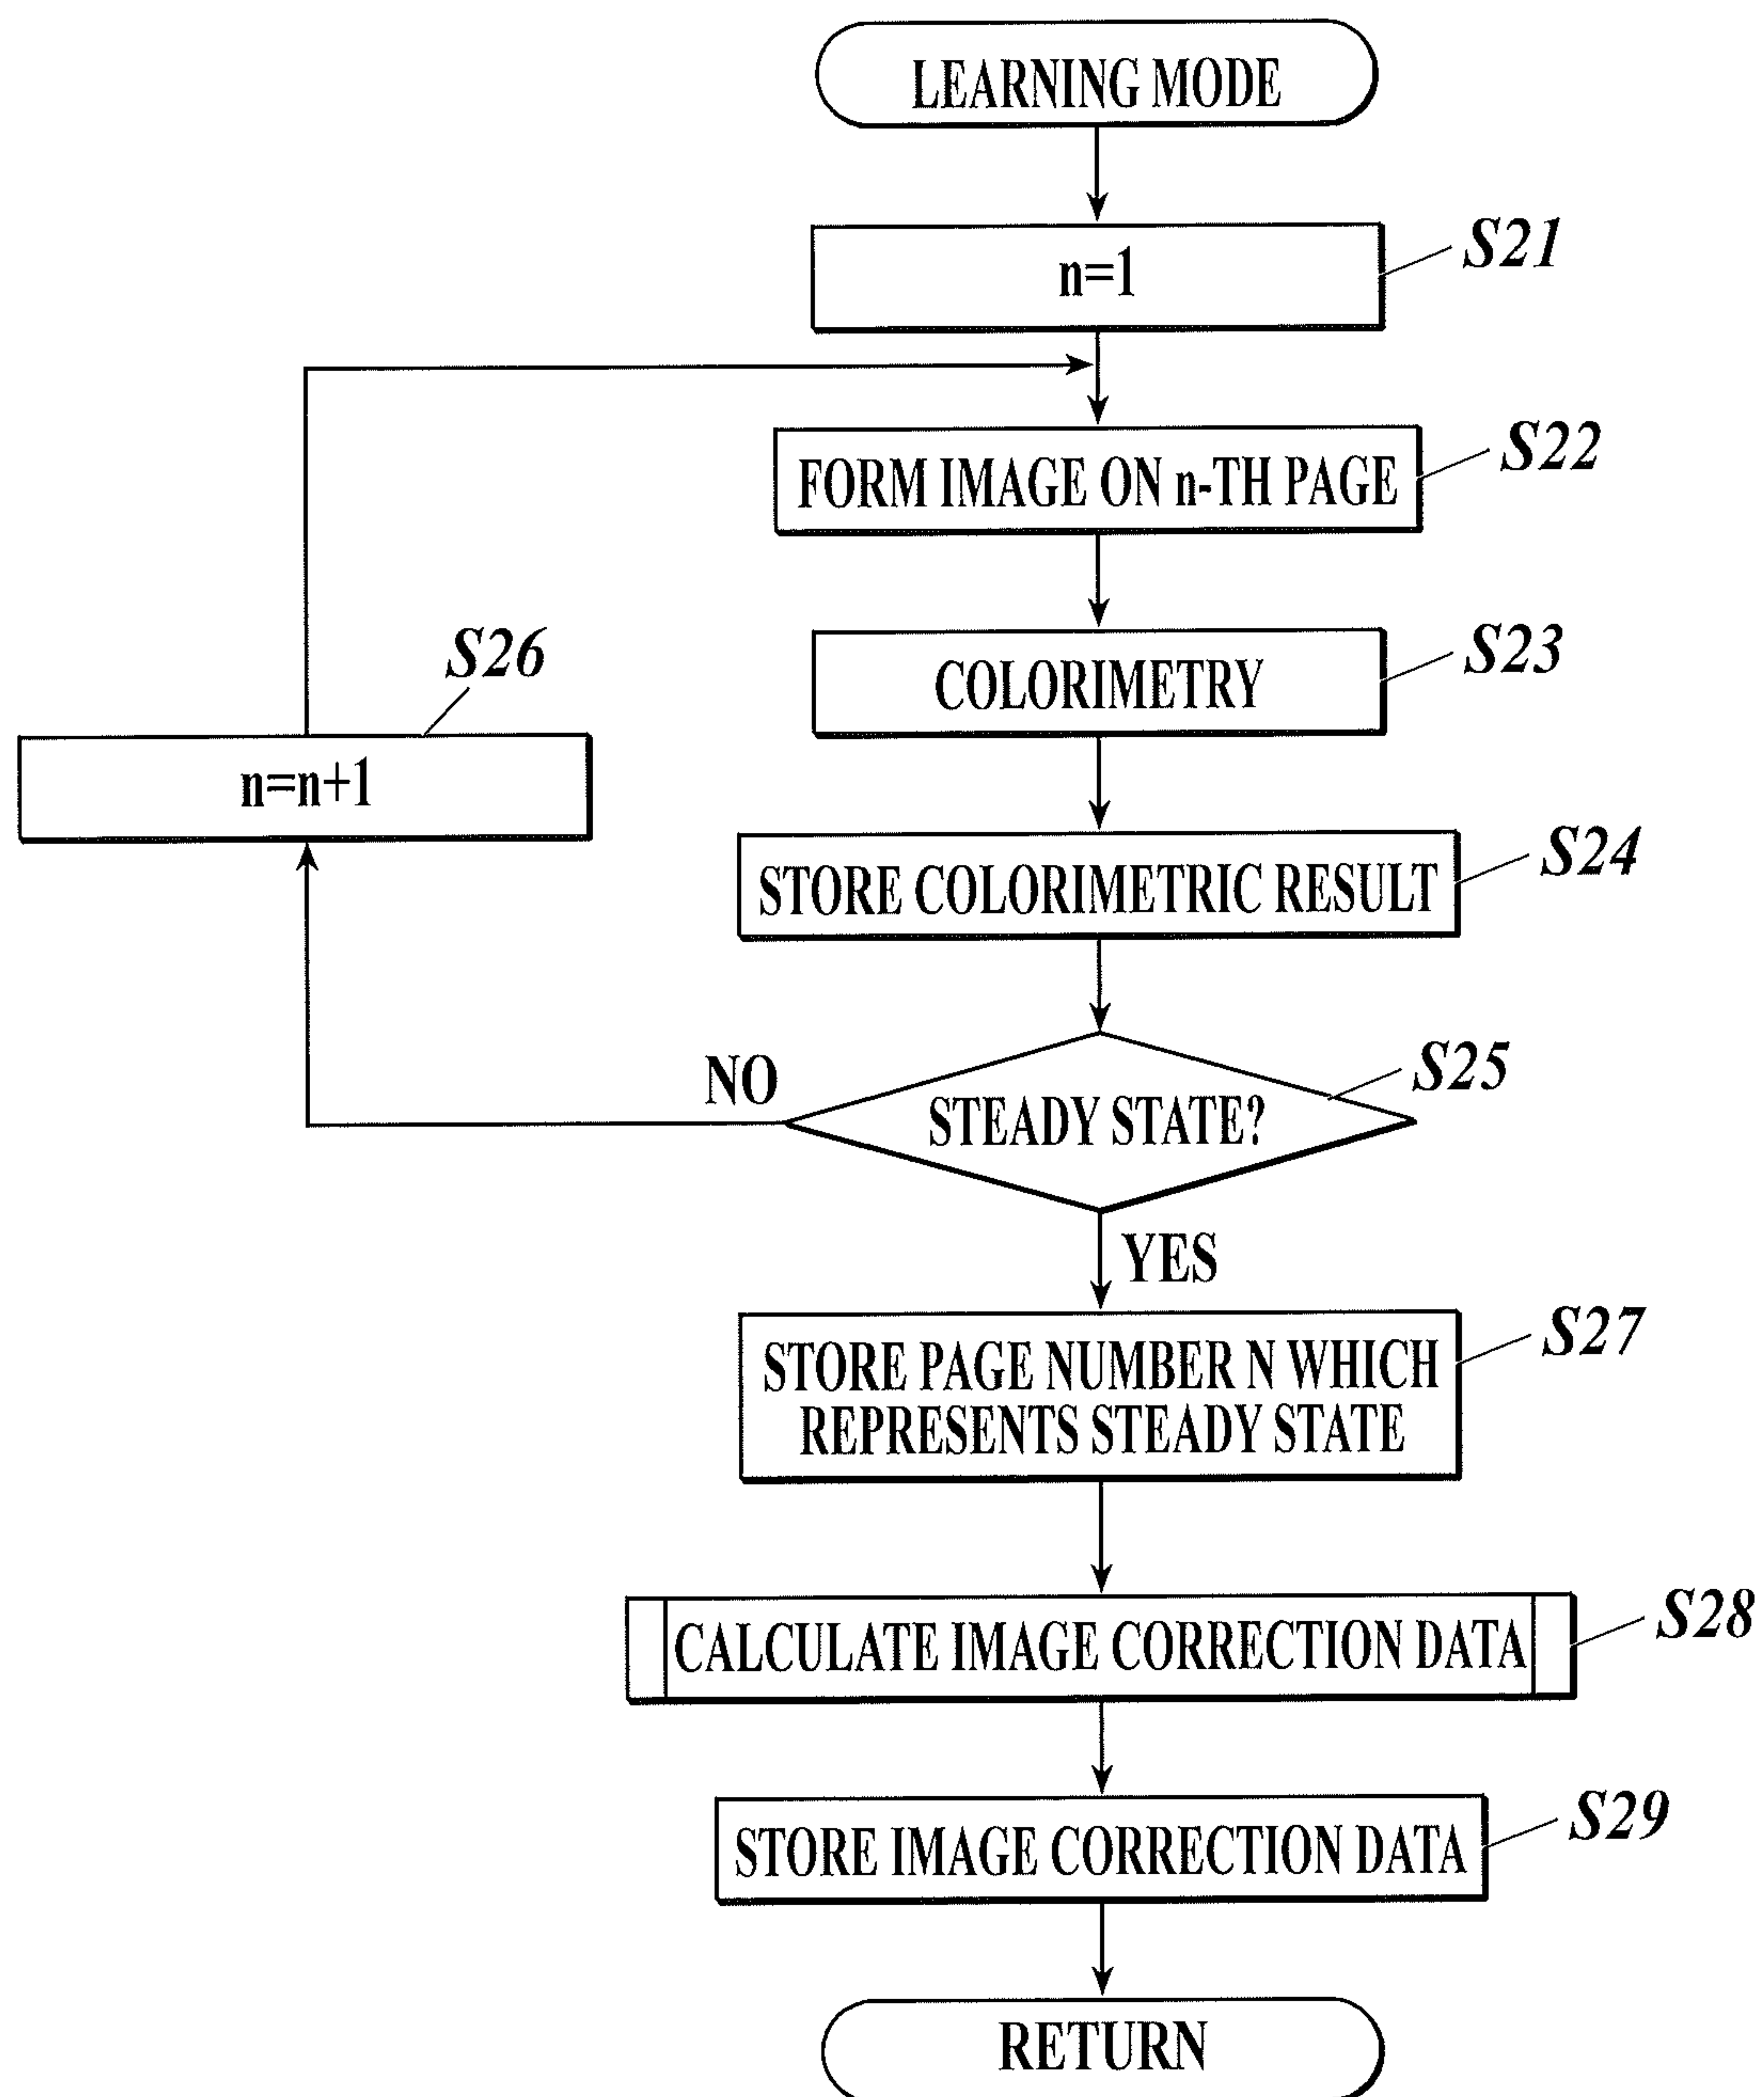 LEARNING MODE
n=1
S21
FORM IMAGE ON n-TH PAGE
S22
COLORIMETRY
S23
S26
n=n+1
STORE COLORIMETRIC RESULT
S24
NO
STEADY STATE?
S25
YES
STORE PAGE NUMBER N WHICH
REPRESENTS STEADY STATE
S27
CALCULATE IMAGE CORRECTION DATA
S28
STORE IMAGE CORRECTION DATA
S29
RETURN